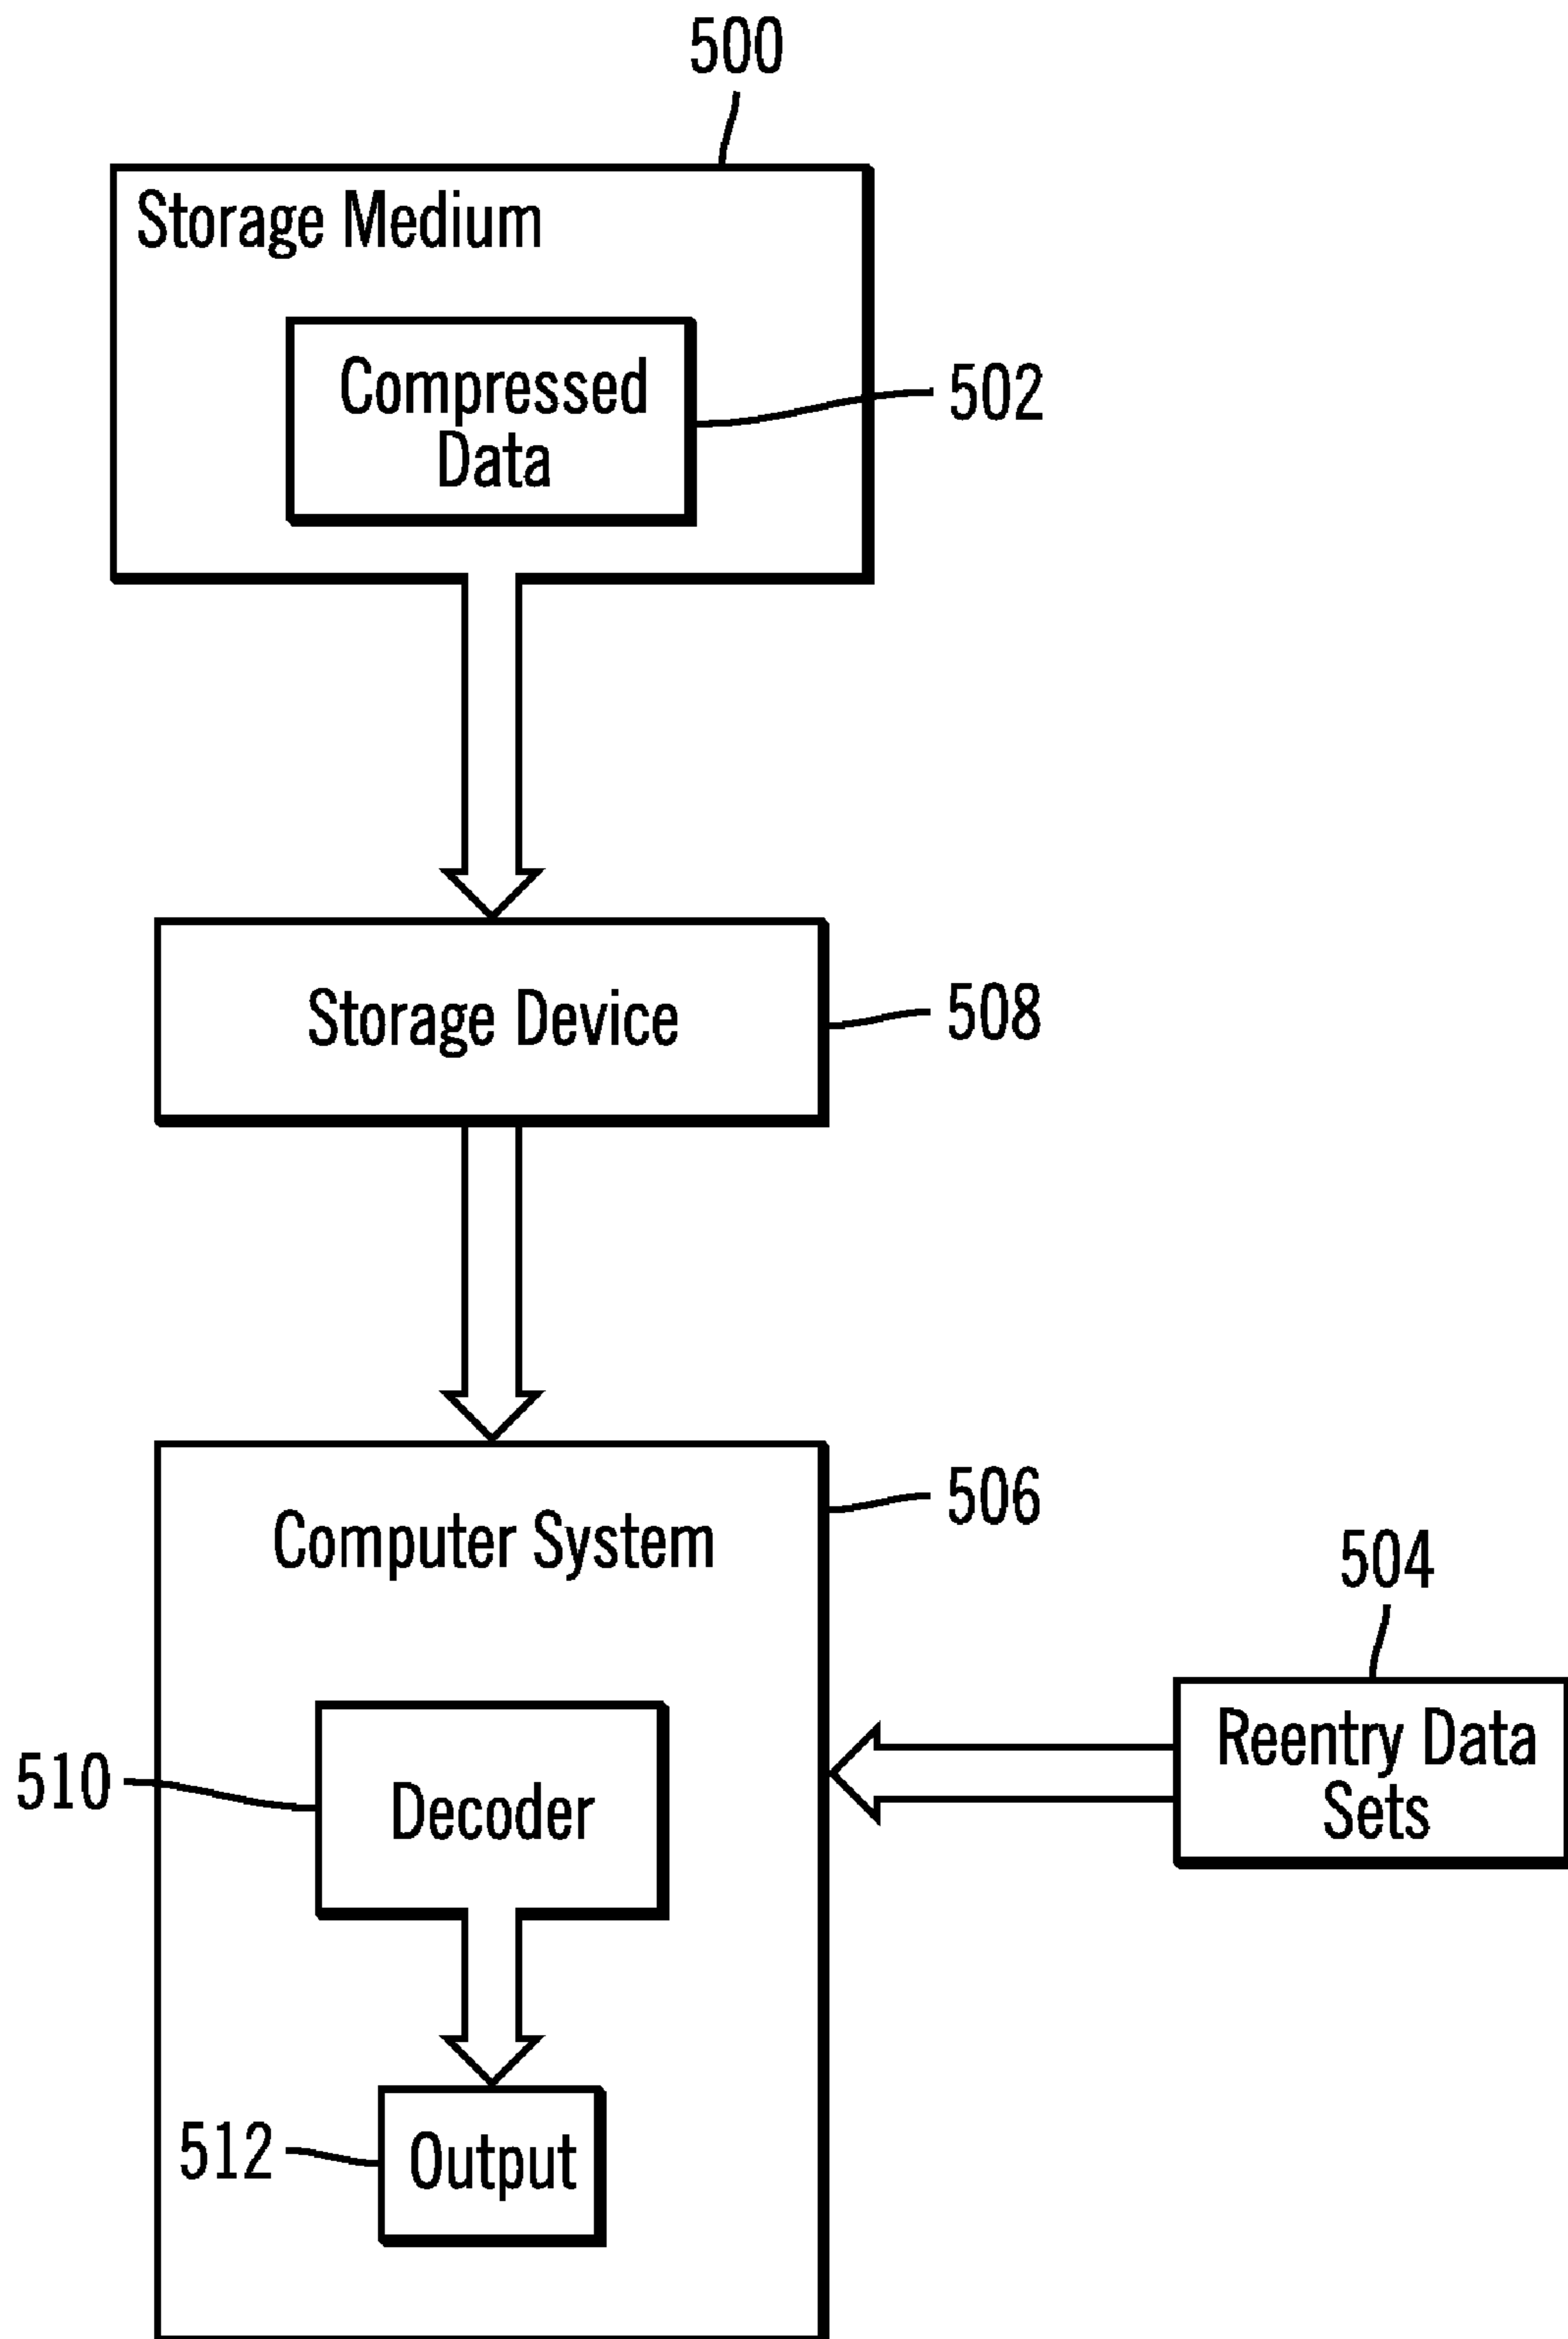 500
Storage Medium
Compressed
Data
502
Storage Device
508
506
Computer System
504
Reentry Data
Sets
510
Decoder
512
Output